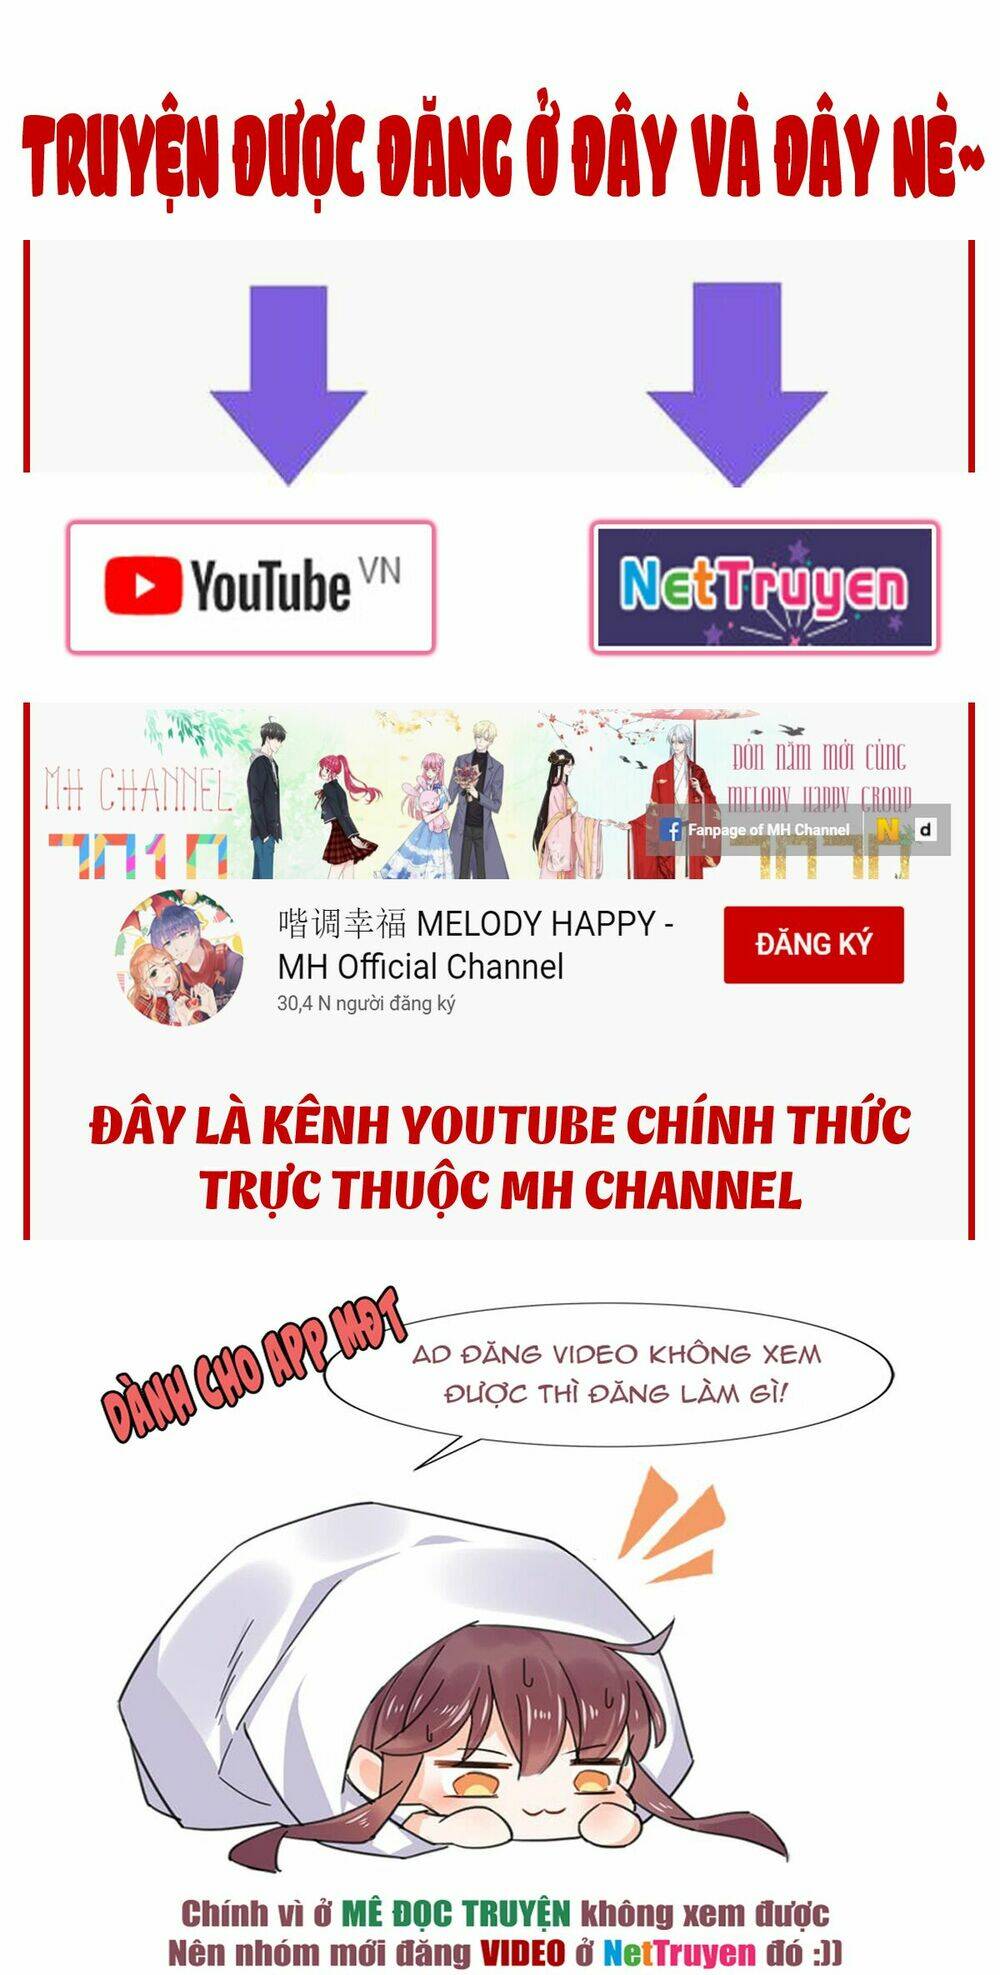 TRUYỆN ĐƯỢC ĐĂNG Ở ĐÂY VÀ ĐÂY NÈ~
YouTube VN
NetTruyen
MH CHANNEL
ĐÓN NĂM MỚI CÙNG
MELODY HAPPY GROUP
Fanpage of MH Channel N d
喈调幸福 MELODY HAPPY -
MH Official Channel
30,4 N người đăng ký
ĐĂNG KÝ
ĐÂY LÀ KÊNH YOUTUBE CHÍNH THỨC
TRỰC THUỘC MH CHANNEL
DÀNH CHO APP MĐT
AD ĐĂNG VIDEO KHÔNG XEM
ĐƯỢC THÌ ĐĂNG LÀM GÌ!
Chính vì ở MÊ ĐỌC TRUYỆN không xem được
Nên nhóm mới đăng VIDEO ở NetTruyen đó :))